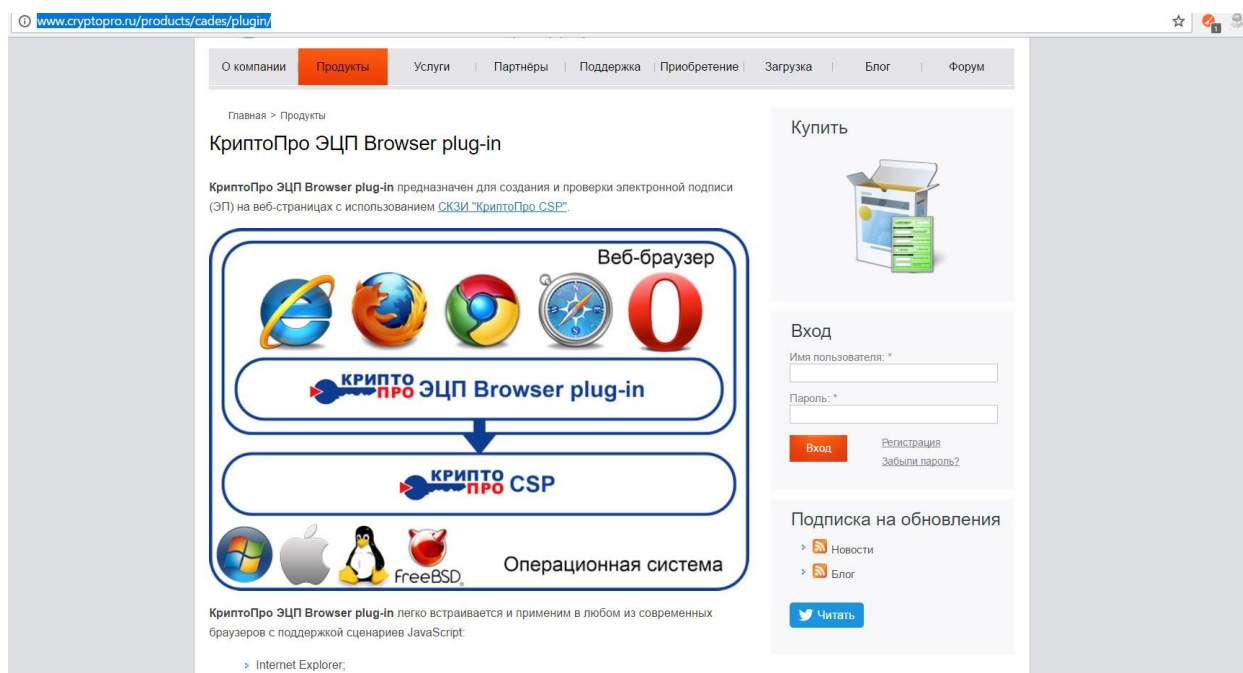 www.cryptopro.ru/products/cades/plugin/
1
О компании Продукты Услуги Партнёры Поддержка Приобретение Загрузка Блог Форум
Главная > Продукты
КриптоПро ЭЦП Browser plug-in
КриптоПро ЭЦП Browser plug-in предназначен для создания и проверки электронной подписи
(ЭП) на веб-страницах с использованием СКЗИ "КриптоПро CSP".
Веб-браузер
КРИПТО
ПРО ЭЦП Browser plug-in
КРИПТО
ПРО CSP
FreeBSD
Операционная система
КриптоПро ЭЦП Browser plug-in легко встраивается и применим в любом из современных
браузеров с поддержкой сценариев JavaScript:
Internet Explorer;
Купить
Вход
Имя пользователя: *
Пароль: *
Вход
Регистрация
Забыли пароль?
Подписка на обновления
Новости
Блог
Читать